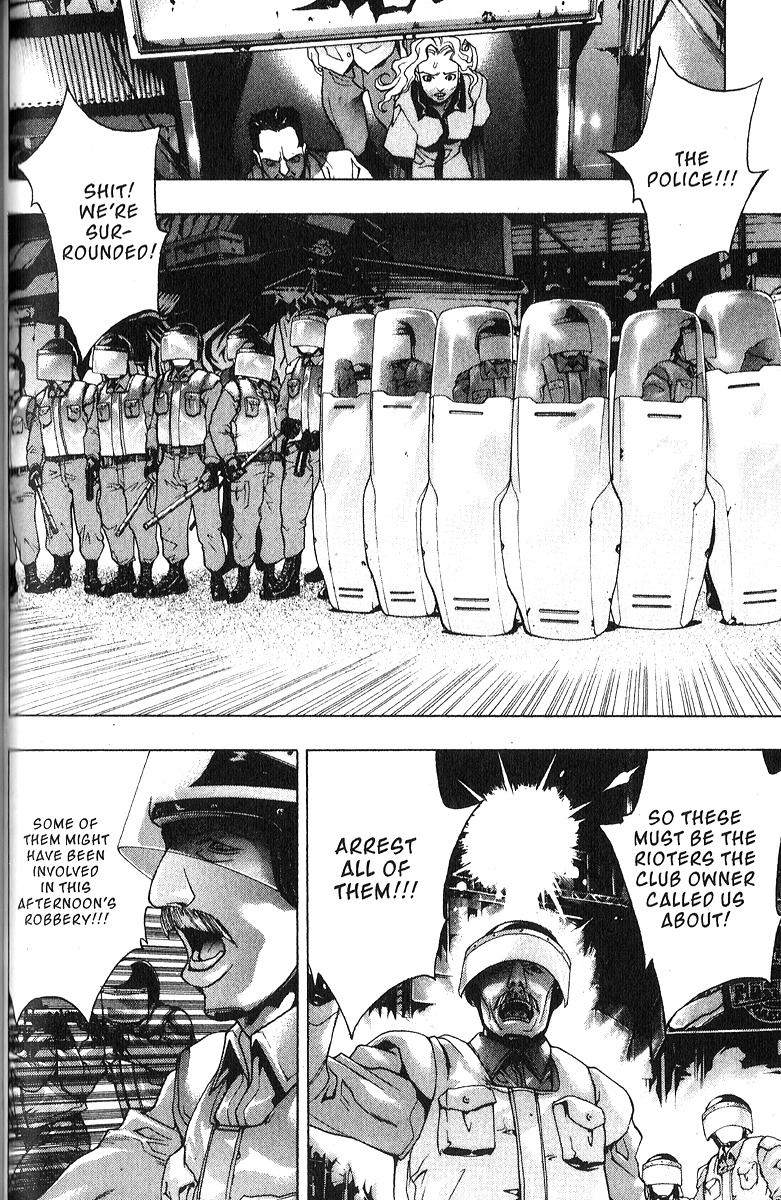 THE
POLICE!!!
SHIT!
WE'RE
SUR-
ROUNDED!
SO THESE
MUST BE THE
RIOTERS THE
CLUB OWNER
CALLED US
ABOUT!
ARREST
ALL OF
THEM!!!
SOME OF
THEM MIGHT
HAVE BEEN
INVOLVED
IN THIS
AFTERNOON'S
ROBBERY!!!